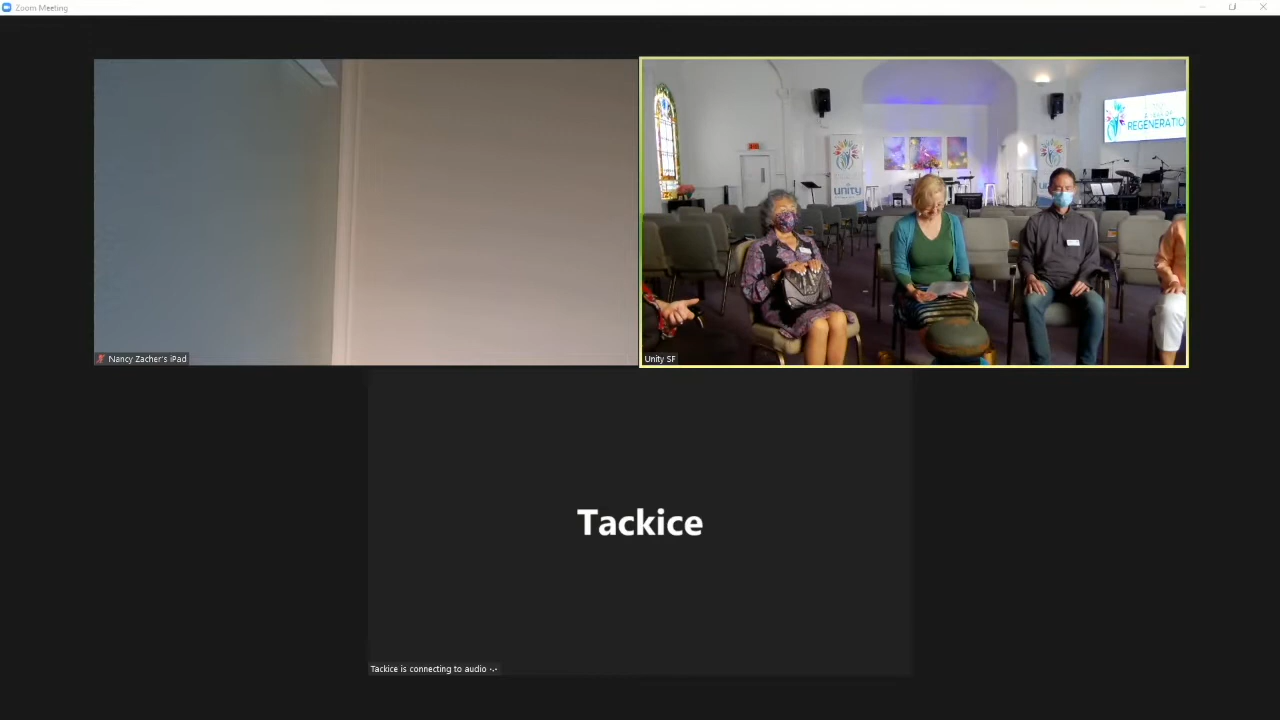 Zoom Meeting
REGENERATIO
unity
Nancy Zacher's iPad
Unity SF
Tackice
Tackice is connecting to audio